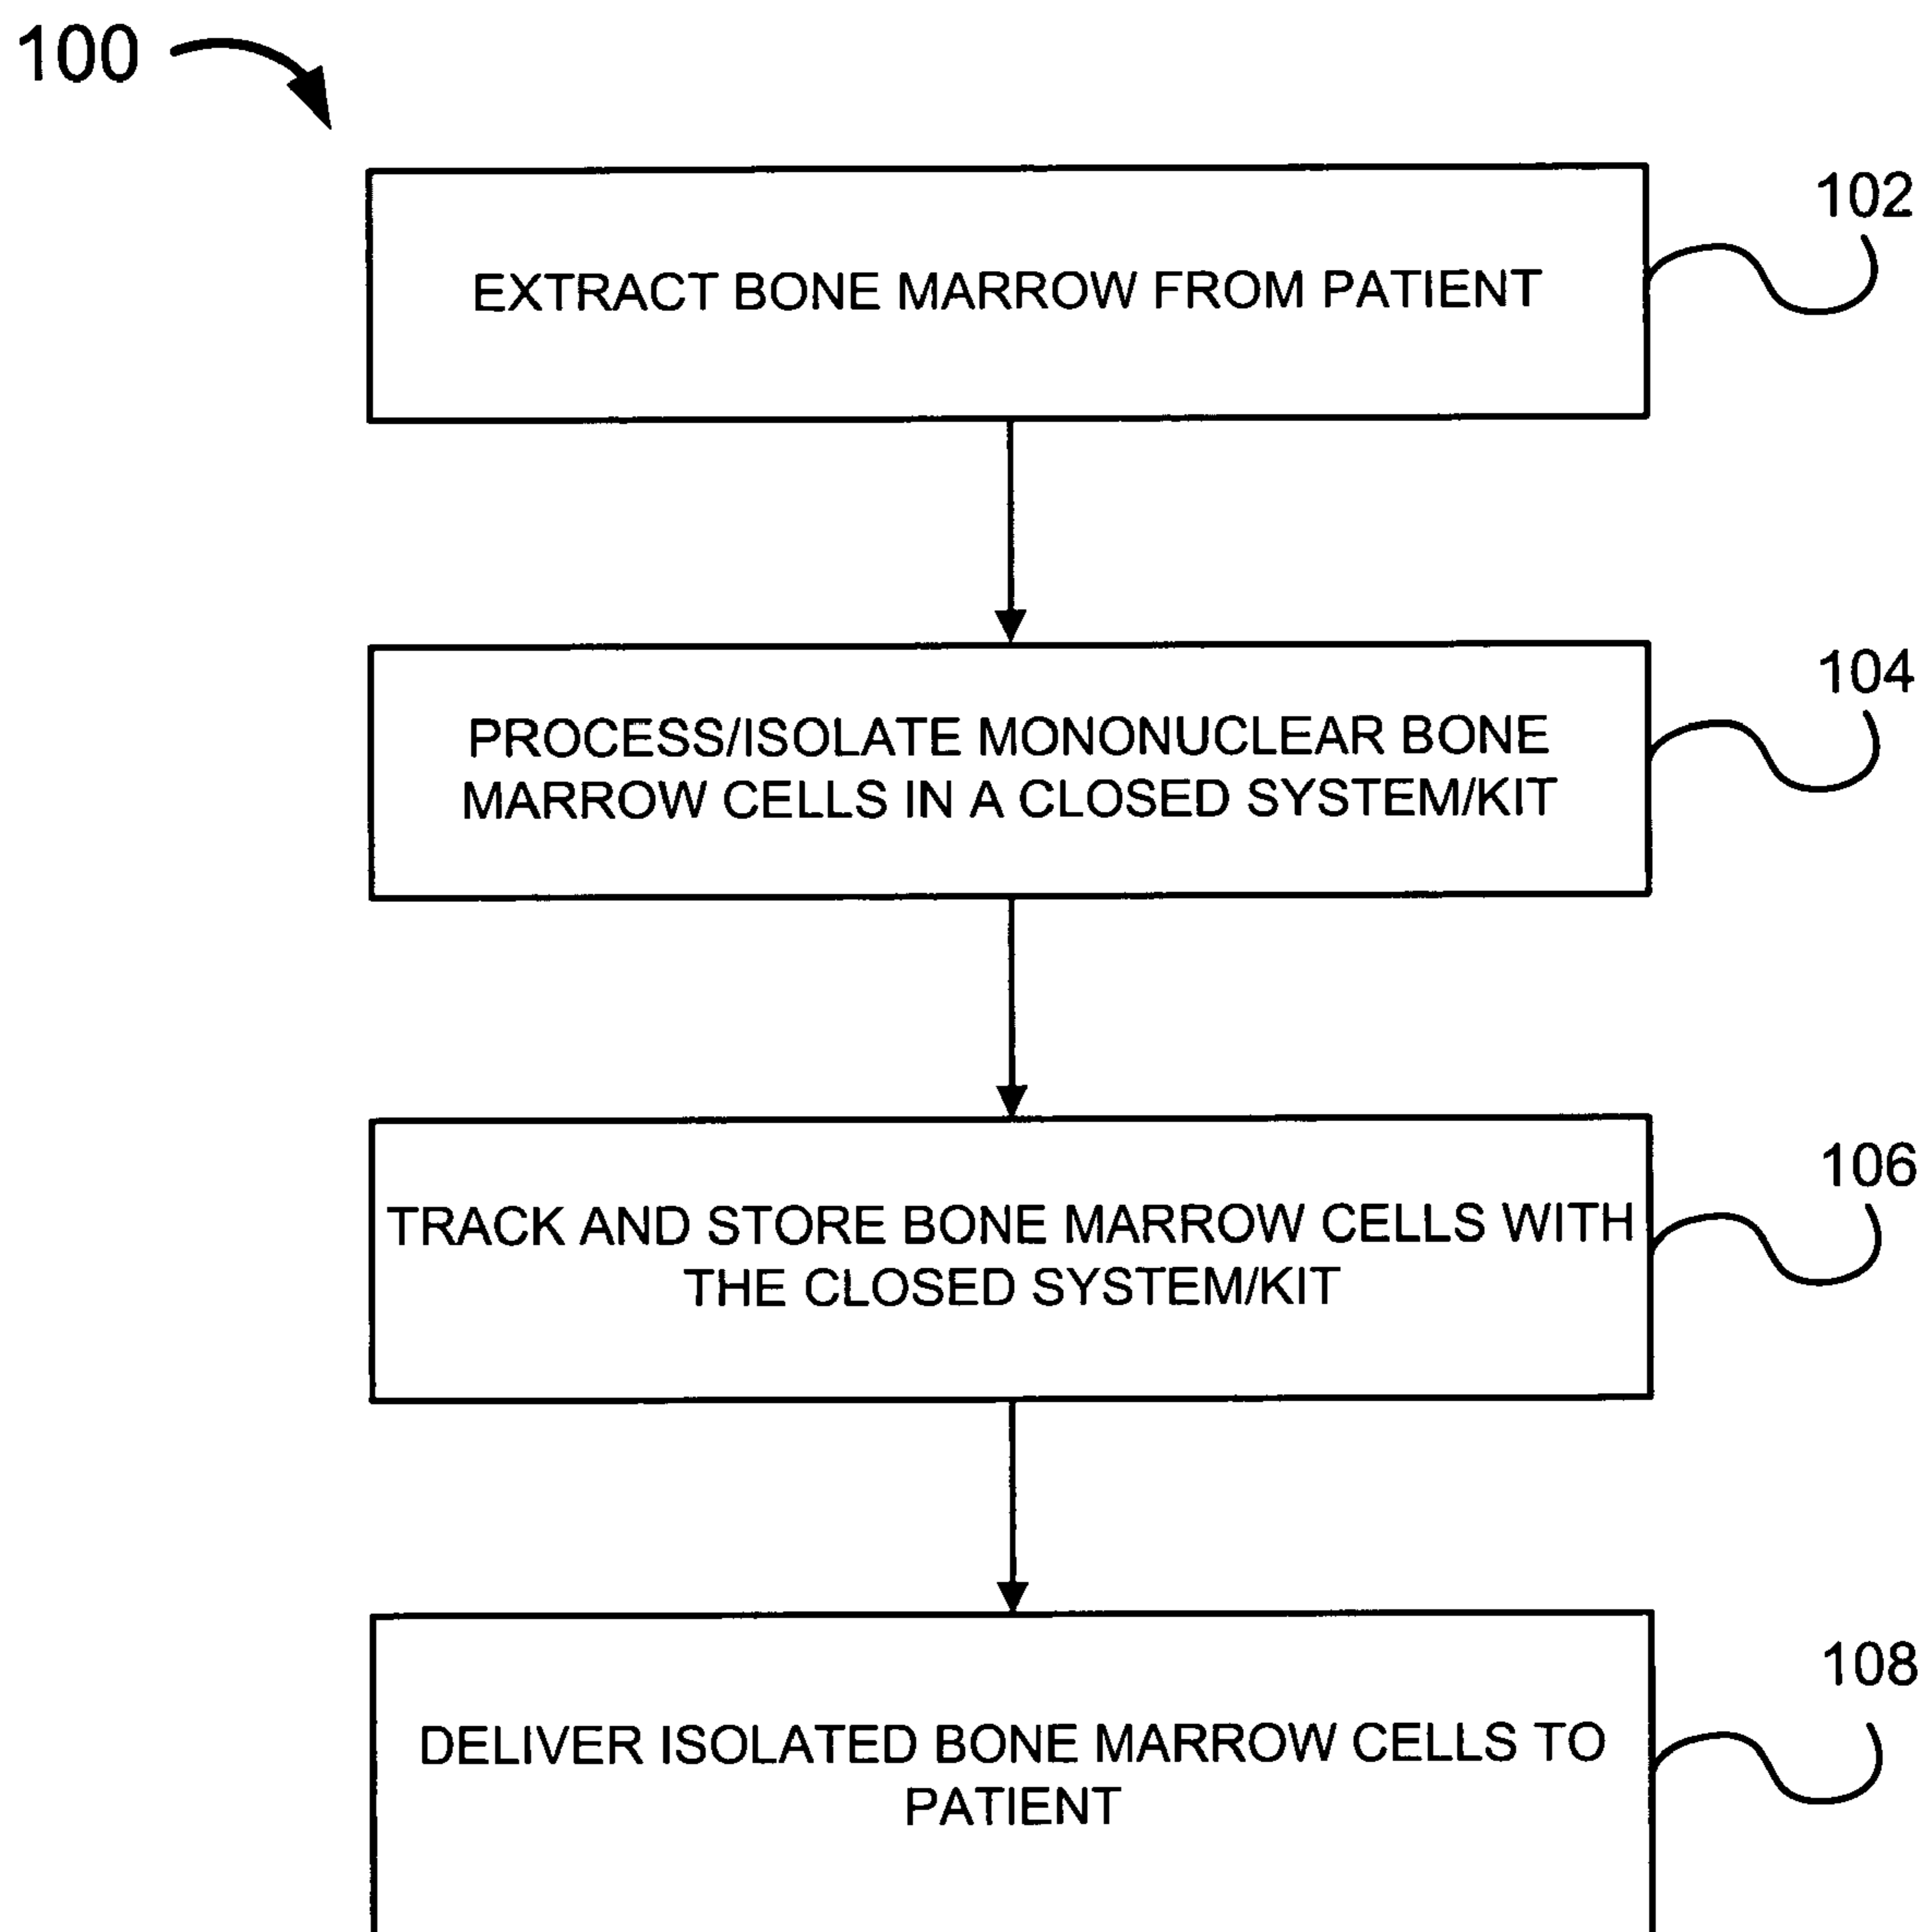 100
102
EXTRACT BONE MARROW FROM PATIENT
104
PROCESS/ISOLATE MONONUCLEAR BONE
MARROW CELLS IN A CLOSED SYSTEM/KIT
106
TRACK AND STORE BONE MARROW CELLS WITH
THE CLOSED SYSTEM/KIT
108
DELIVER ISOLATED BONE MARROW CELLS TO
PATIENT